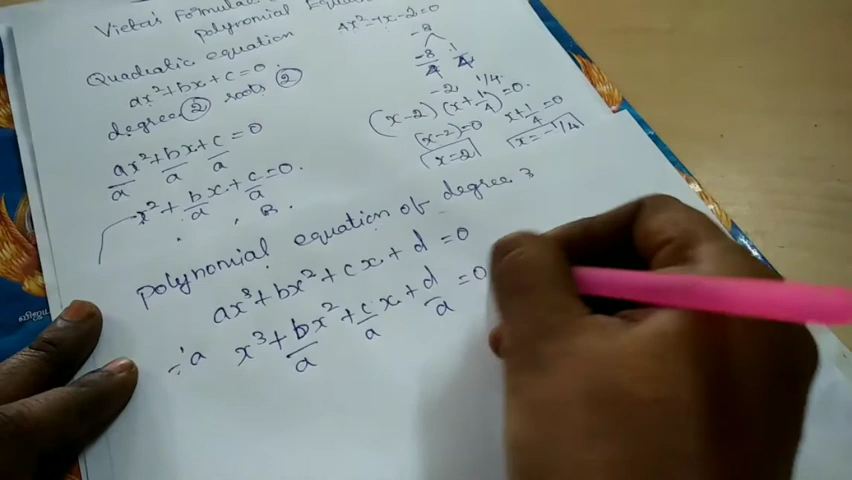 Vieta's Formulae
polynomial Equa
Quadratic equation
ax²+bx+c=0.
degree ② roots ②
ax²/a + bx/a + c/a = 0
x² + b/a x + c/a = 0.
4x²-7x-2=0
-8
-8/4 1/4
-2, 1/4
(x-2)(x+1/4)=0.
(x-2)=0 x+1/4=0
x=2 x=-1/4
polynomial equation of degree 3
ax³+bx²+cx+d=0
÷a x³+b/a x²+c/a x+d/a=0
விஜய